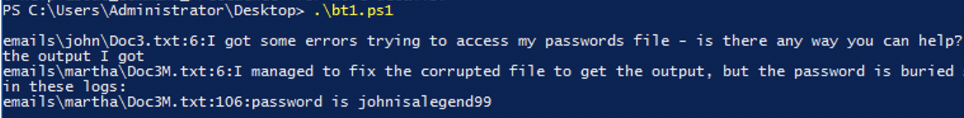 PS C:\Users\Administrator\Desktop> .\bt1.ps1
emails\john\Doc3.txt:6:I got some errors trying to access my passwords file - is there any way you can help?
the output I got
emails\martha\Doc3M.txt:6:I managed to fix the corrupted file to get the output, but the password is buried
in these logs:
emails\martha\Doc3M.txt:106:password is johnisalegend99